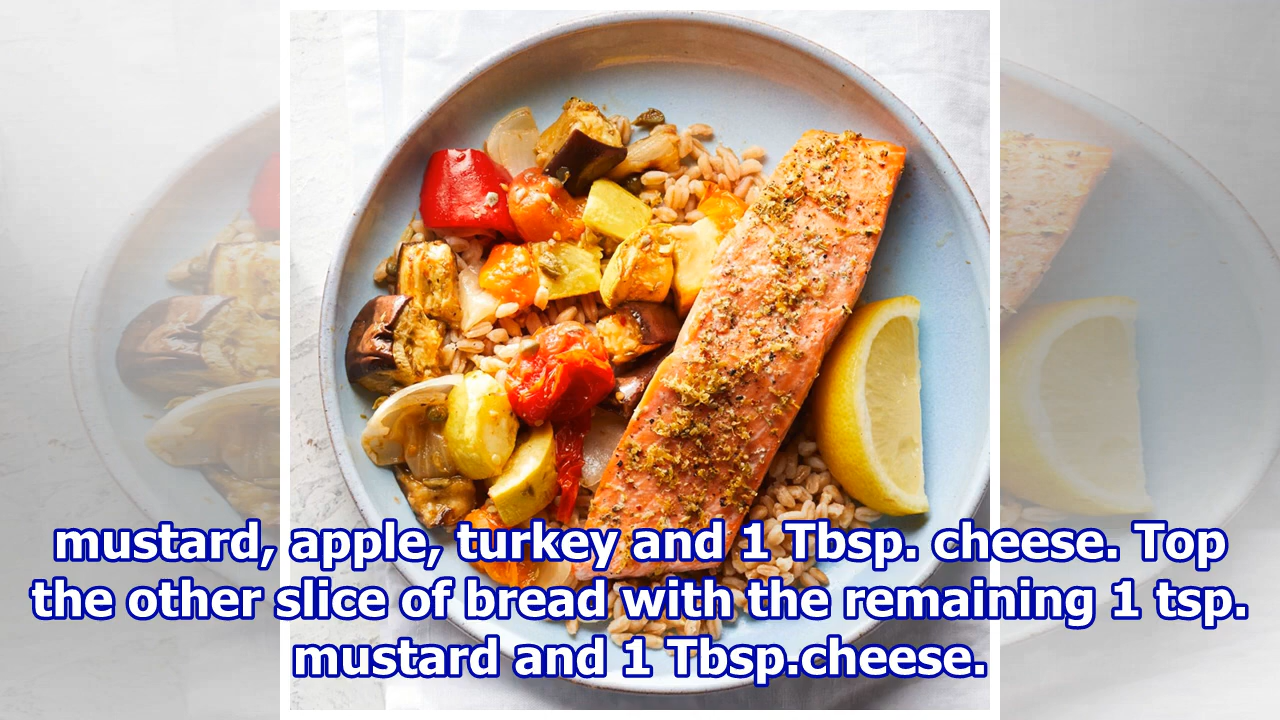 mustard, apple, turkey and 1 Tbsp. cheese. Top
the other slice of bread with the remaining 1 tsp.
mustard and 1 Tbsp.cheese.